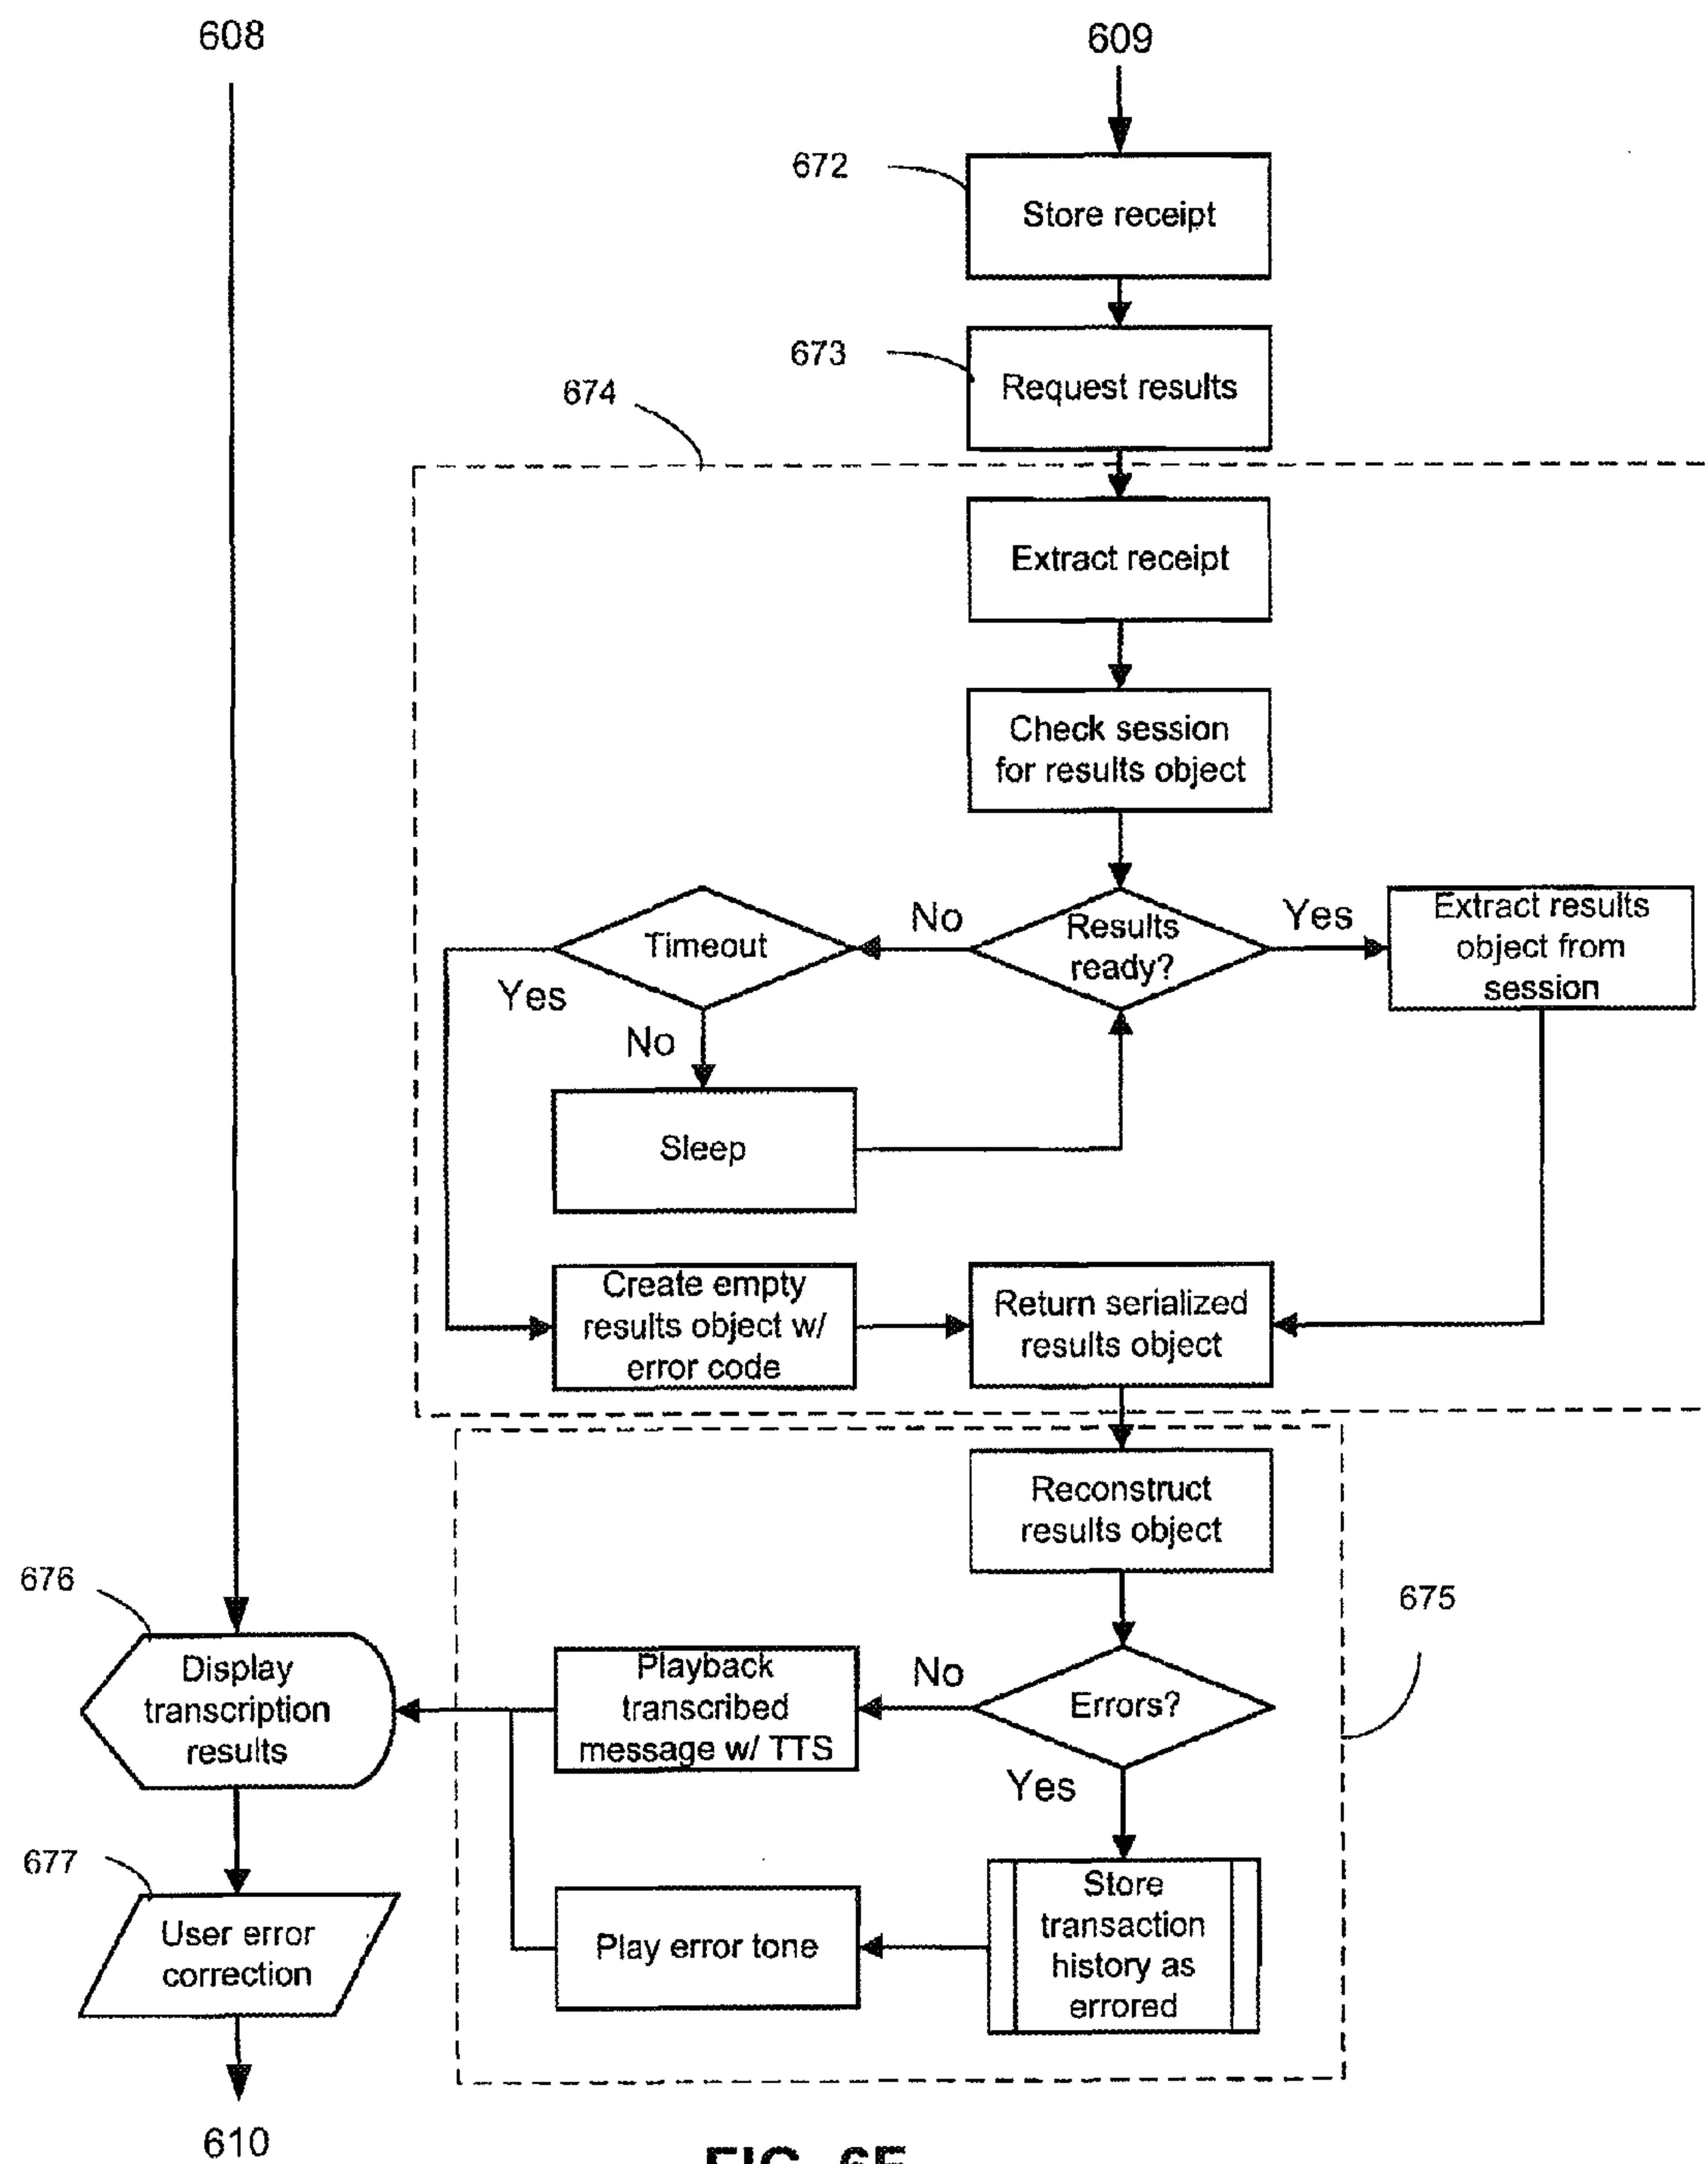 608
609
672
Store receipt
673
Request results
674
Extract receipt
Check session
for results object
Timeout
No
Results
ready?
Yes
Extract results
object from
session
Yes
No
Sleep
Create empty
results object w/
error code
Return serialized
results object
Reconstruct
results object
676
675
Display
transcription
results
Playback
transcribed
message w/ TTS
No
Errors?
Yes
677
User error
correction
Play error tone
Store
transaction
history as
errored
610